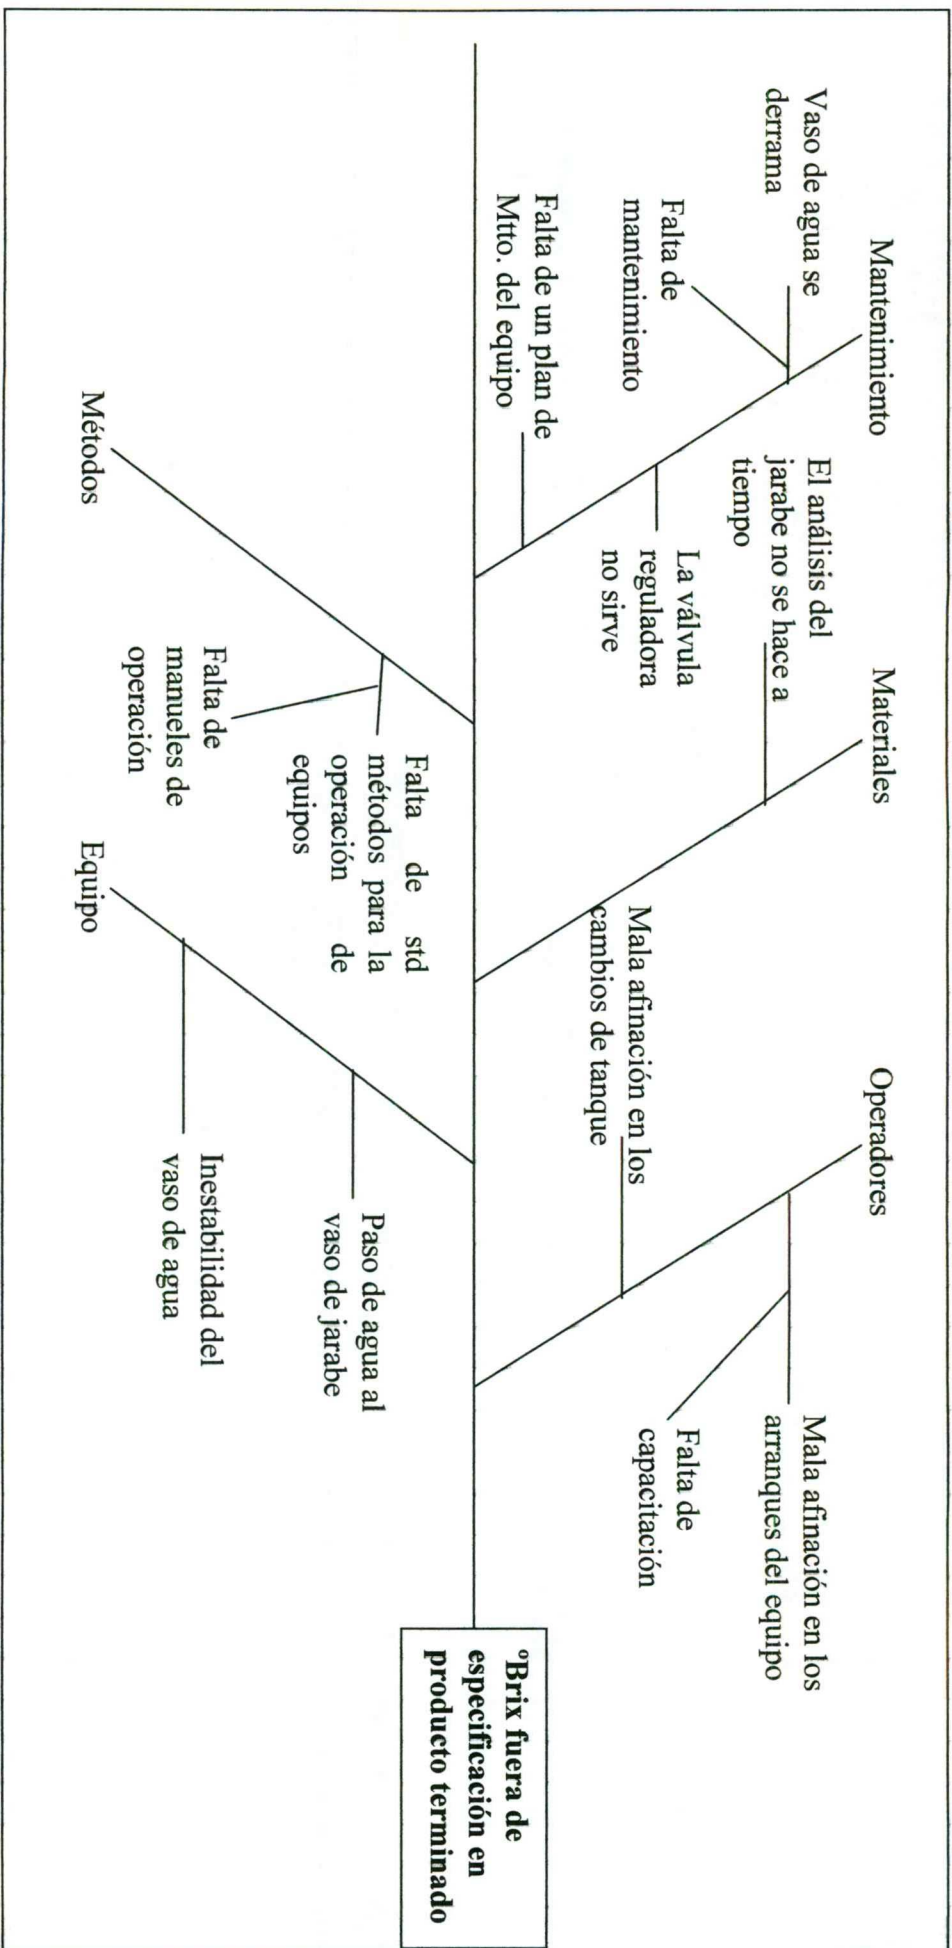 Mantenimiento
Vaso de agua se
derrama
Falta de
mantenimiento
Falta de un plan de
Mtto. del equipo
La válvula
reguladora
no sirve
Materiales
El análisis del
jarabe no se hace a
tiempo
Operadores
Mala afinación en los
arranques del equipo
Falta de
capacitación
Mala afinación en los
cambios de tanque
Métodos
Falta de std
métodos para la
operación de
equipos
Falta de
manueles de
operación
Equipo
Paso de agua al
vaso de jarabe
Inestabilidad del
vaso de agua
ºBrix fuera de
especificación en
producto terminado